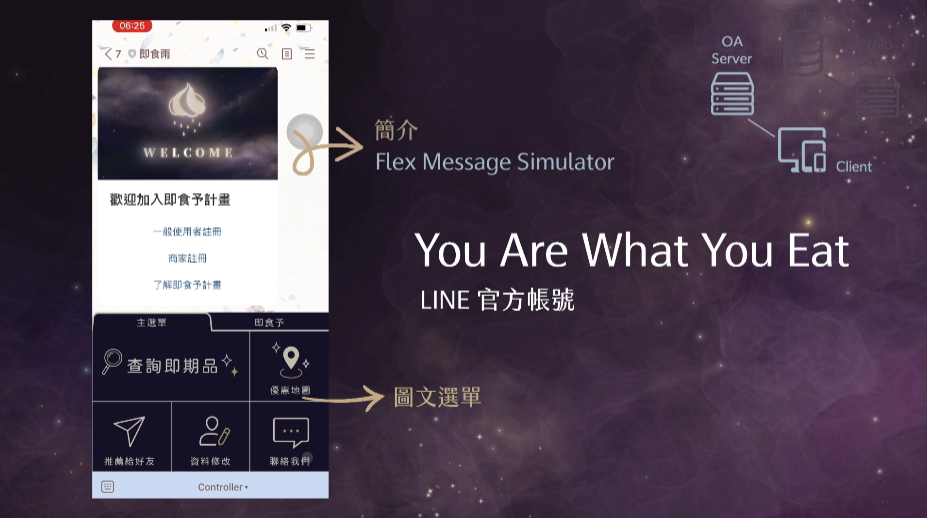 06:25
7 即食雨
WELCOME
歡迎加入即食予計畫
一般使用者註冊
商家註冊
了解即食予計畫
主選單
即食予
查詢即期品
優惠地圖
推薦給好友
資料修改
聯絡我們
Controller
簡介
Flex Message Simulator
圖文選單
You Are What You Eat
LINE 官方帳號
OA
Server
Client